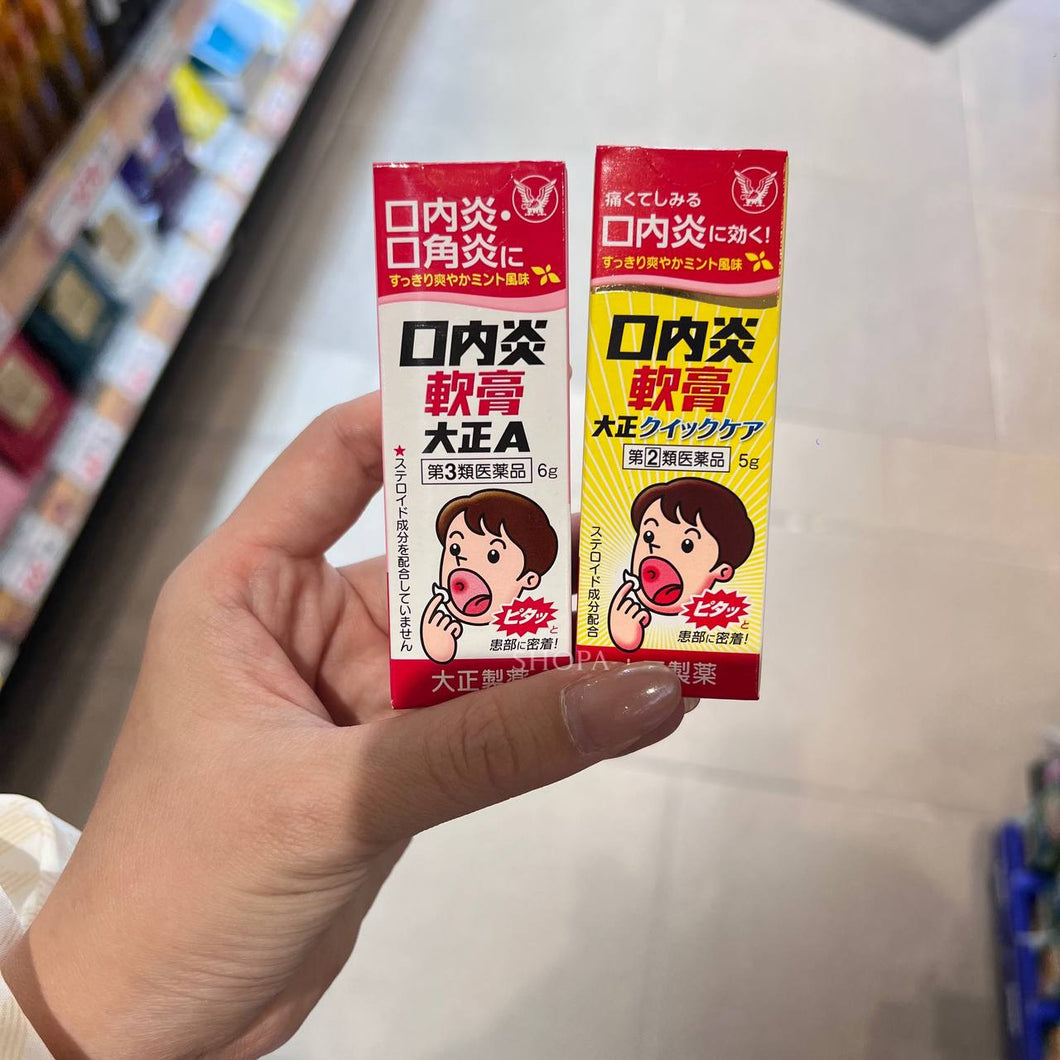 口内炎・
口角炎に
すっきり爽やかミント風味
口内炎
軟膏
大正A
第3類医薬品 6g
★ステロイド成分を配合していません
ピタッと
患部に密着!
大正製薬
痛くてしみる
口内炎に効く!
すっきり爽やかミント風味
口内炎
軟膏
大正クイックケア
第②類医薬品 5g
ステロイド成分配合
ピタッと
患部に密着!
製薬
SHOPA